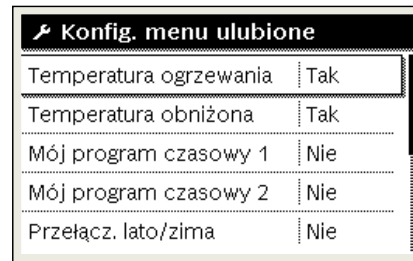 Konfig. menu ulubione
Temperatura ogrzewania Tak
Temperatura obniżona Tak
Mój program czasowy 1 Nie
Mój program czasowy 2 Nie
Przełącz. lato/zima Nie